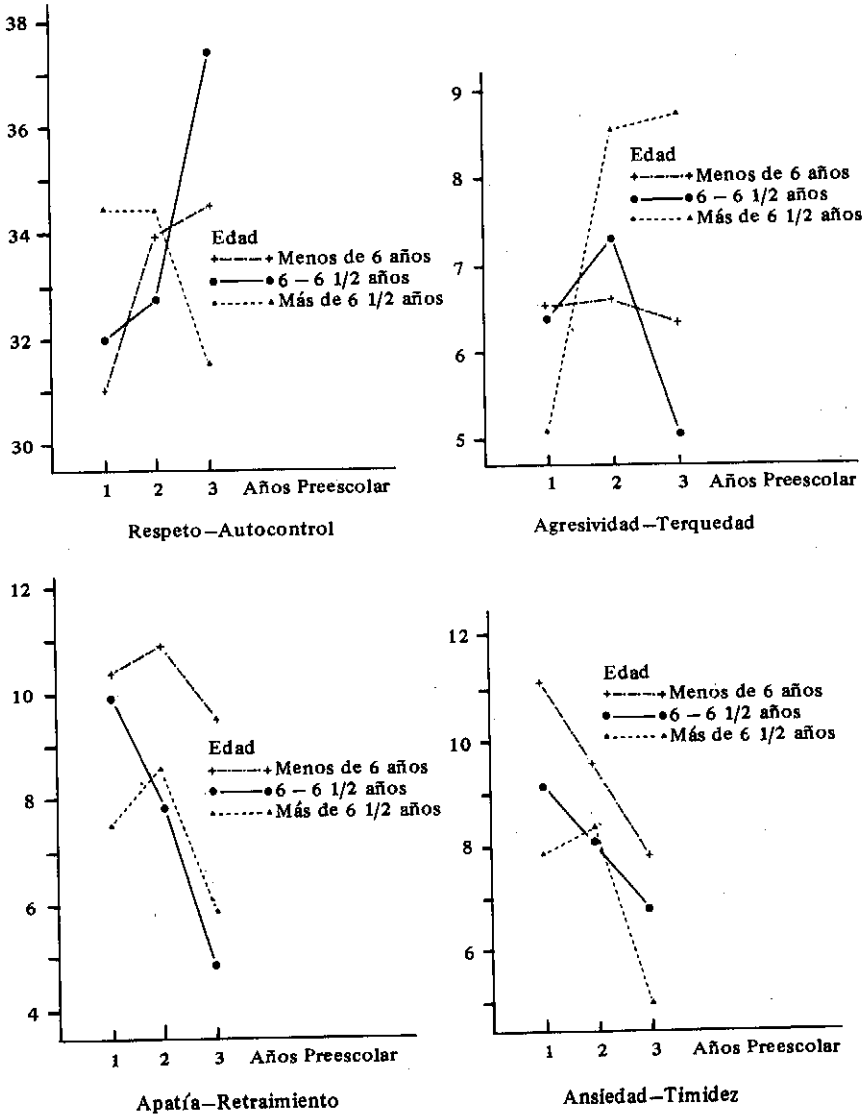 38
36
34
32
30
Edad
Menos de 6 años
6 – 6 1/2 años
Más de 6 1/2 años
1 2 3 Años Preescolar
Respeto–Autocontrol
9
8
7
6
5
Edad
Menos de 6 años
6 – 6 1/2 años
Más de 6 1/2 años
1 2 3 Años Preescolar
Agresividad–Terquedad
12
10
8
6
4
Edad
Menos de 6 años
6 – 6 1/2 años
Más de 6 1/2 años
1 2 3 Años Preescolar
Apatía–Retraimiento
12
10
8
6
Edad
Menos de 6 años
6 – 6 1/2 años
Más de 6 1/2 años
1 2 3 Años Preescolar
Ansiedad–Timidez